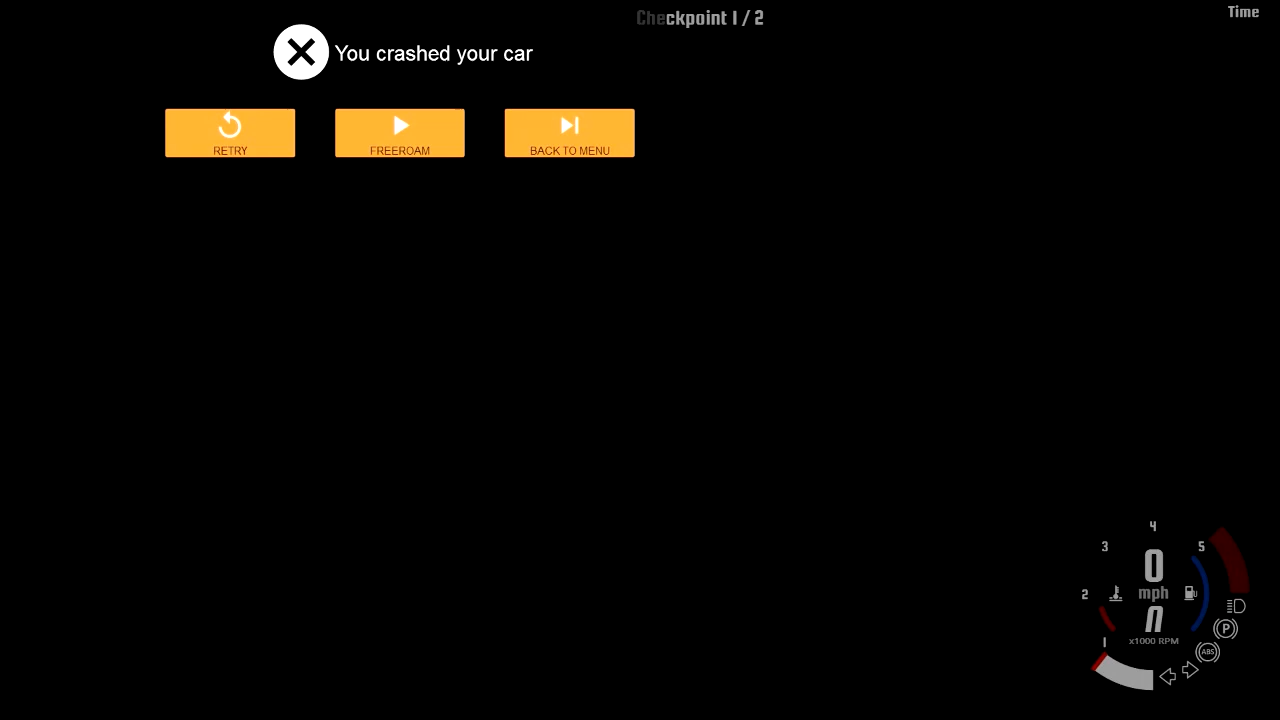 Checkpoint 1 / 2
Time
You crashed your car
RETRY
FREEROAM
BACK TO MENU
4
3
5
0
2
mph
n
x1000 RPM
1
P
ABS